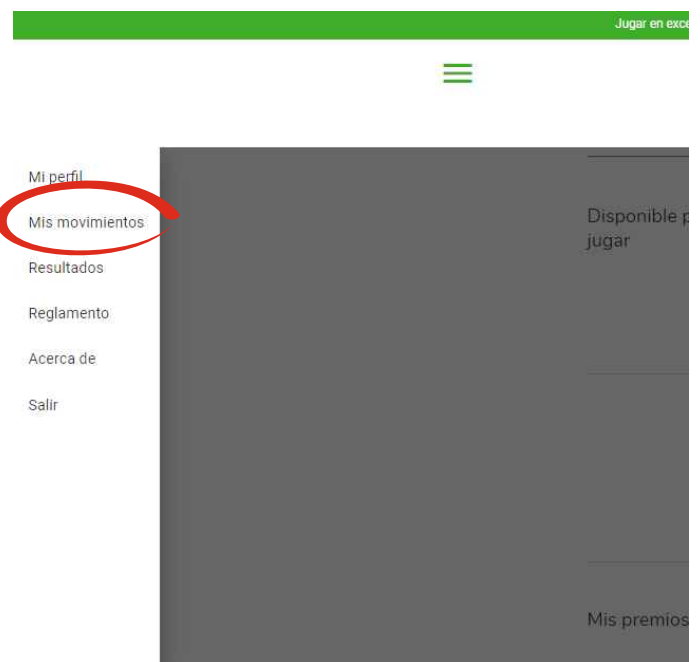 Jugar en exce
Mi perfil
Mis movimientos
Resultados
Reglamento
Acerca de
Salir
Disponible p
jugar
Mis premios